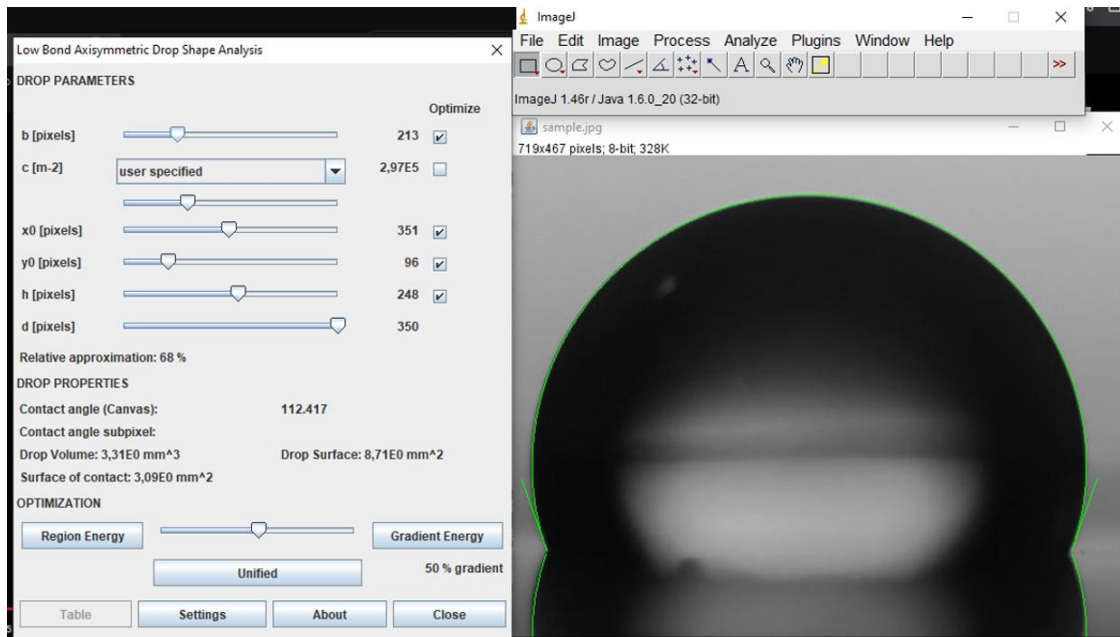 Low Bond Axisymmetric Drop Shape Analysis
DROP PARAMETERS
Optimize
b [pixels] 213
c [m-2] user specified 2,97E5
x0 [pixels] 351
y0 [pixels] 96
h [pixels] 248
d [pixels] 350
Relative approximation: 68 %
DROP PROPERTIES
Contact angle (Canvas): 112.417
Contact angle subpixel:
Drop Volume: 3,31E0 mm^3 Drop Surface: 8,71E0 mm^2
Surface of contact: 3,09E0 mm^2
OPTIMIZATION
Region Energy Gradient Energy
Unified 50 % gradient
Table Settings About Close
ImageJ
File Edit Image Process Analyze Plugins Window Help
A >>
ImageJ 1.46r / Java 1.6.0_20 (32-bit)
sample.jpg
719x467 pixels; 8-bit; 328K